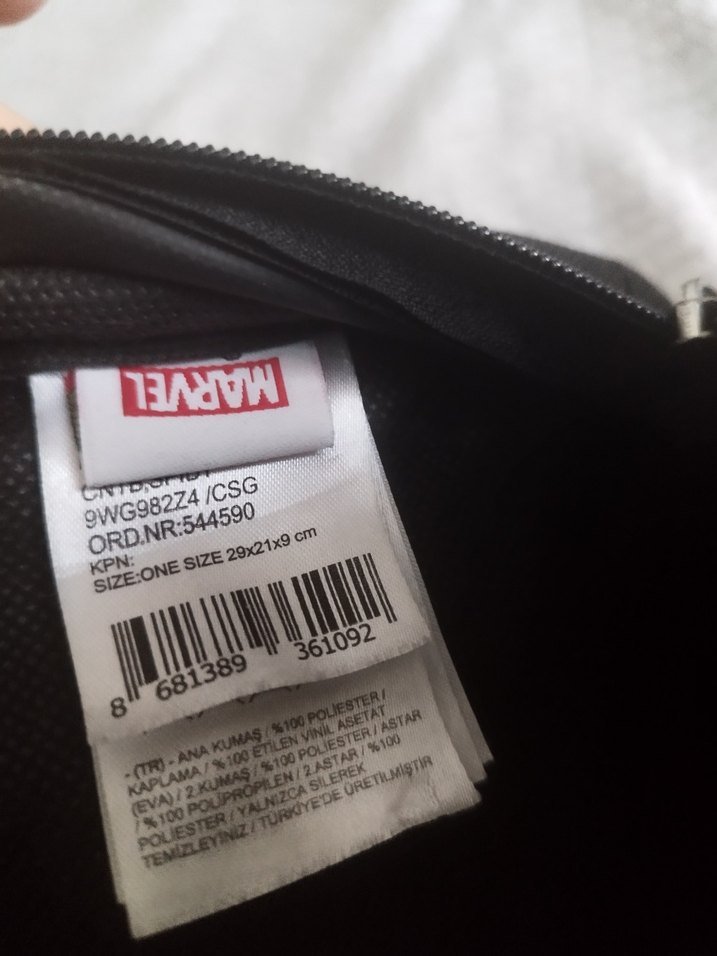 MARVEL
9WG982Z4 /CSG
ORD.NR:544590
KPN:
SIZE:ONE SIZE 29x21x9 cm
8 681389 361092
- (TR) - ANA KUMAŞ / %100 POLİESTER /
KAPLAMA / %100 ETİLEN VİNİL ASETAT
(EVA) / 2.KUMAŞ / %100 POLİESTER / ASTAR
/ %100 POLİPROPİLEN / 2.ASTAR / %100
POLİESTER / YALNIZCA SİLEREK
TEMİZLEYİNİZ / TÜRKİYE'DE ÜRETİLMİŞTİR